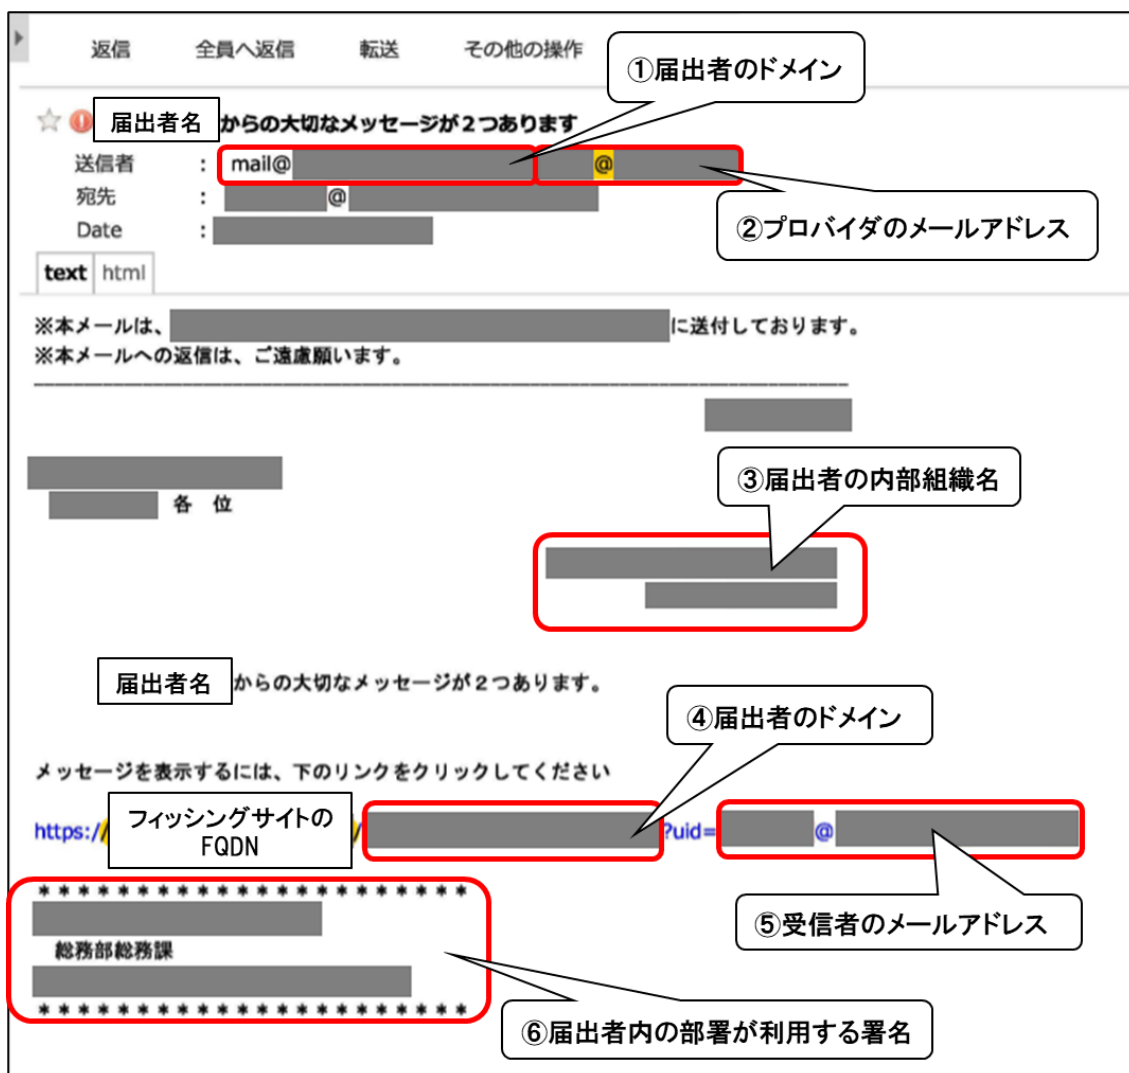 返信 全員へ返信 転送 その他の操作
①届出者のドメイン
届出者名 からの大切なメッセージが２つあります
送信者 : mail@ @
②プロバイダのメールアドレス
宛先 : @
Date :
text html
※本メールは、 に送付しております。
※本メールへの返信は、ご遠慮願います。
③届出者の内部組織名
各 位
届出者名 からの大切なメッセージが２つあります。
④届出者のドメイン
メッセージを表示するには、下のリンクをクリックしてください
https:// フィッシングサイトの
FQDN
/ ?uid= @
⑤受信者のメールアドレス
* * * * * * * * * * * * * * * * * * * * * *
総務部総務課
* * * * * * * * * * * * * * * * * * * * * *
⑥届出者内の部署が利用する署名